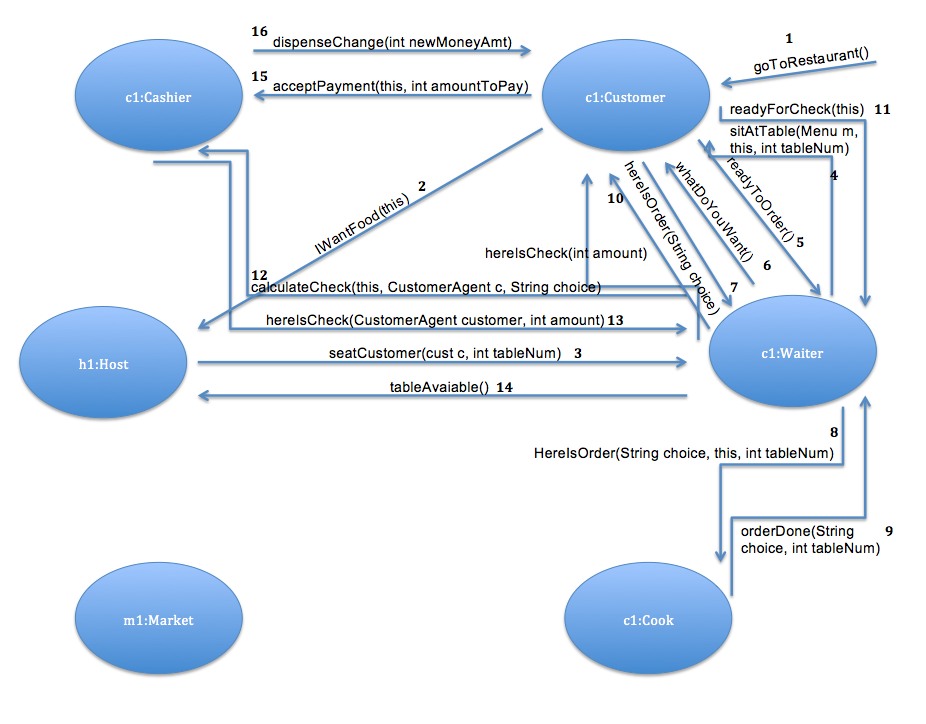 16
dispenseChange(int newMoneyAmt)
1
goToRestaurant()
15
acceptPayment(this, int amountToPay)
c1:Cashier
c1:Customer
readyForCheck(this) 11
sitAtTable(Menu m,
this, int tableNum)
4
2
IWantFood(this)
10
hereIsOrder(String choice)
whatDoYouWant()
readyToOrder()
5
6
7
hereIsCheck(int amount)
12
calculateCheck(this, CustomerAgent c, String choice)
hereIsCheck(CustomerAgent customer, int amount) 13
h1:Host
seatCustomer(cust c, int tableNum) 3
c1:Waiter
tableAvaiable() 14
8
HereIsOrder(String choice, this, int tableNum)
orderDone(String 9
choice, int tableNum)
m1:Market
c1:Cook